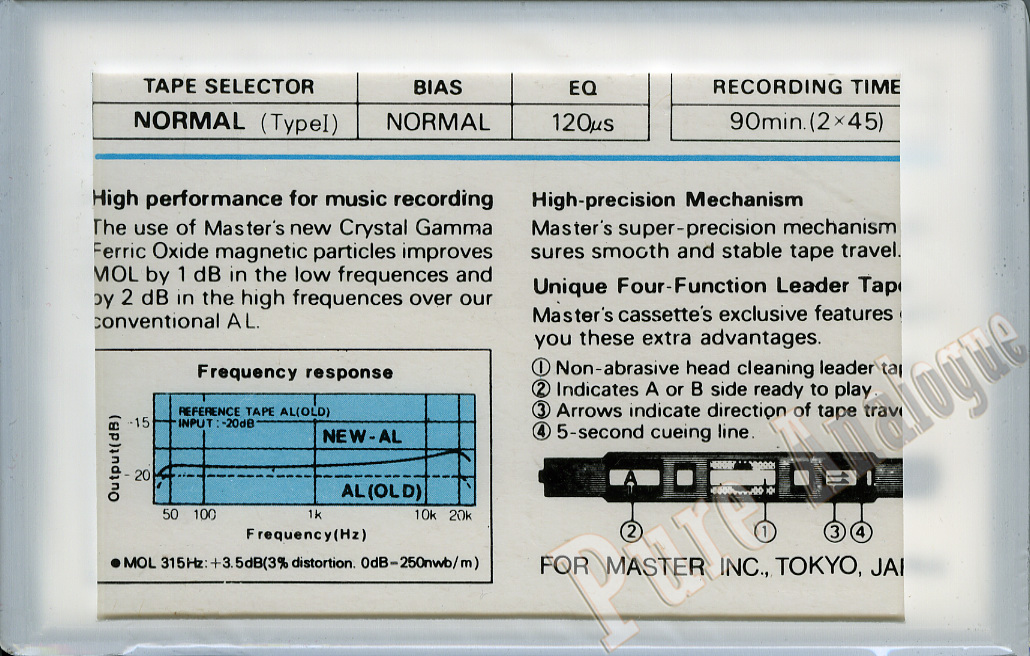 TAPE SELECTOR BIAS EQ RECORDING TIME
NORMAL (TypeI) NORMAL 120μs 90min.(2×45)
High performance for music recording
The use of Master's new Crystal Gamma
Ferric Oxide magnetic particles improves
MOL by 1 dB in the low frequences and
by 2 dB in the high frequences over our
conventional AL.
Frequency response
REFERENCE TAPE AL(OLD)
INPUT : -20dB
NEW-AL
AL(OLD)
Output(dB)
-15
-20
50 100 1k 10k 20k
Frequency(Hz)
●MOL 315Hz:+3.5dB(3% distortion. 0dB=250nwb/m)
High-precision Mechanism
Master's super-precision mechanism
sures smooth and stable tape travel.
Unique Four-Function Leader Tap
Master's cassette's exclusive features
you these extra advantages.
① Non-abrasive head cleaning leader ta
② Indicates A or B side ready to play
③ Arrows indicate direction of tape trav
④ 5-second cueing line.
A
② ① ③ ④
FOR MASTER INC., TOKYO, JA
Pure Analogue